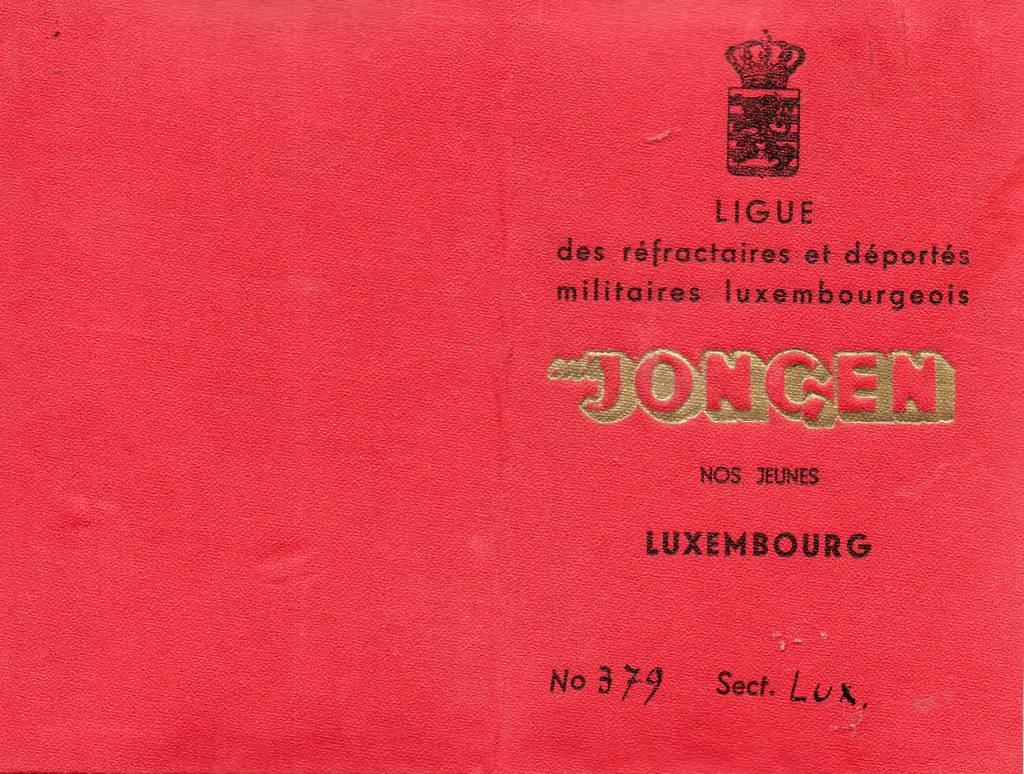 LIGUE
des réfractaires et déportés
militaires luxembourgeois
ons JONGEN
NOS JEUNES
LUXEMBOURG
No 379 Sect. Lux.